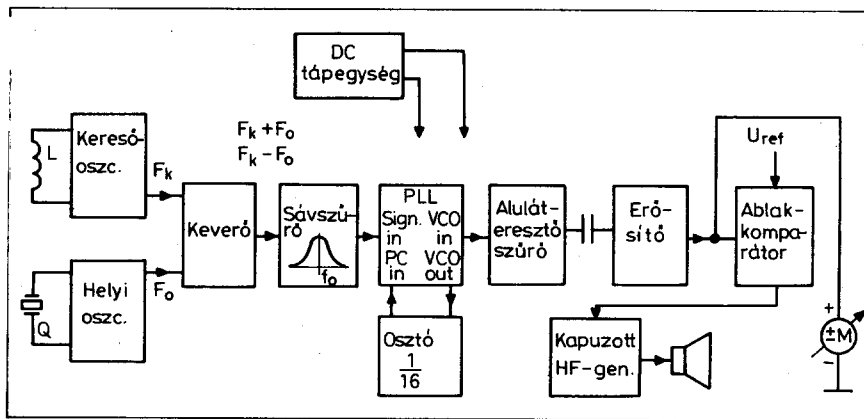 DC
tápegység
L
Kereső-
oszc.
F_k
F_k + F_o
F_k - F_o
U_ref
Keverő
Sávszűrő
f_o
PLL
Sign. VCO
in in
PC VCO
in out
Alulát-
eresztő
szűrő
Erő-
sítő
Ablak-
kompa-
rátor
Q
Helyi
oszc.
F_o
Osztó
1/16
Kapuzott
HF-gen.
+
±M
-